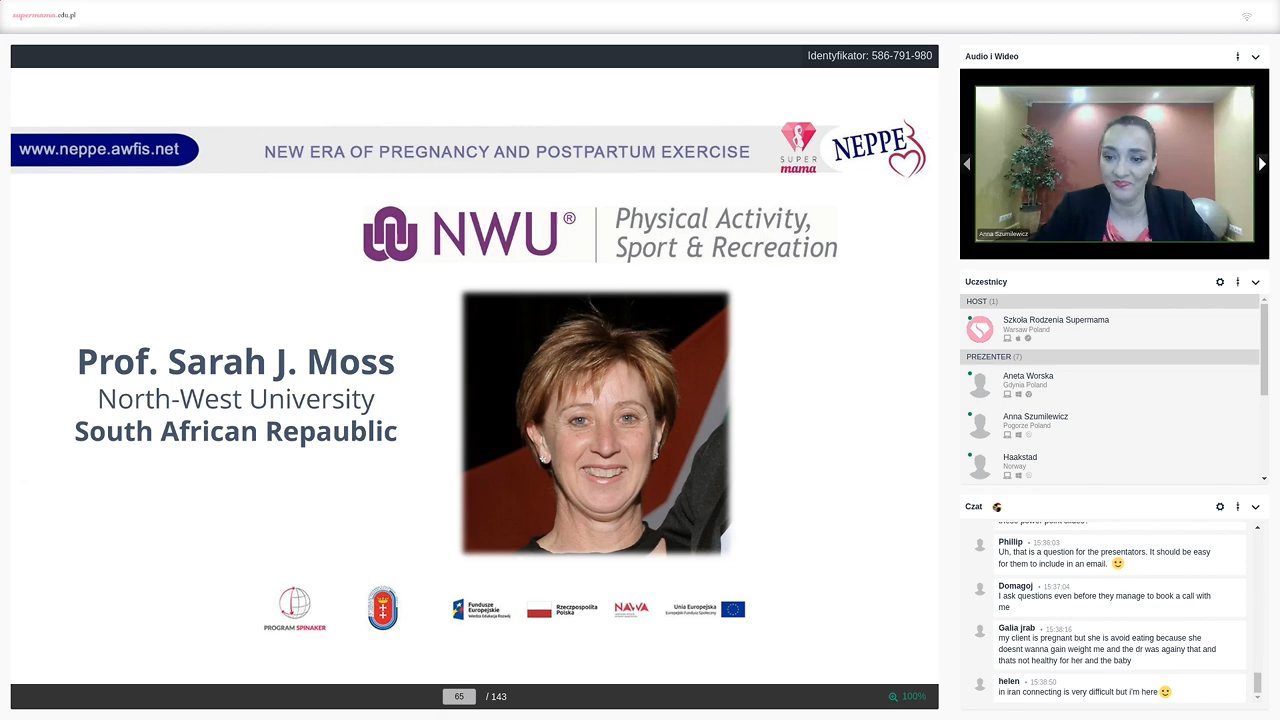 supermama.edu.pl
Identyfikator: 586-791-980
www.neppe.awfis.net
NEW ERA OF PREGNANCY AND POSTPARTUM EXERCISE
SUPER
mama
NEPPE
NWU®
Physical Activity,
Sport & Recreation
Prof. Sarah J. Moss
North-West University
South African Repaublic
PROGRAM SPINAKER
Fundusze
Europejskie
Wiedza Edukacja Rozwój
Rzeczpospolita
Polska
NAWA
Unia Europejska
Europejski Fundusz Społeczny
65 / 143
100%
Audio i Wideo
Anna Szumilewicz
Uczestnicy
HOST (1)
Szkoła Rodzenia Supermama
Warsaw Poland
PREZENTER (7)
Aneta Worska
Gdynia Poland
Anna Szumilewicz
Pogorze Poland
Haakstad
Norway
Czat
Phillip • 15:36:03
Uh, that is a question for the presentators. It should be easy
for them to include in an email. 🙂
Domagoj • 15:37:04
I ask questions even before they manage to book a call with
me
Galia jrab • 15:38:16
my client is pregnant but she is avoid eating because she
doesnt wanna gain weight me and the dr was againy that and
thats not healthy for her and the baby
helen • 15:38:50
in iran connecting is very difficult but i'm here🙂